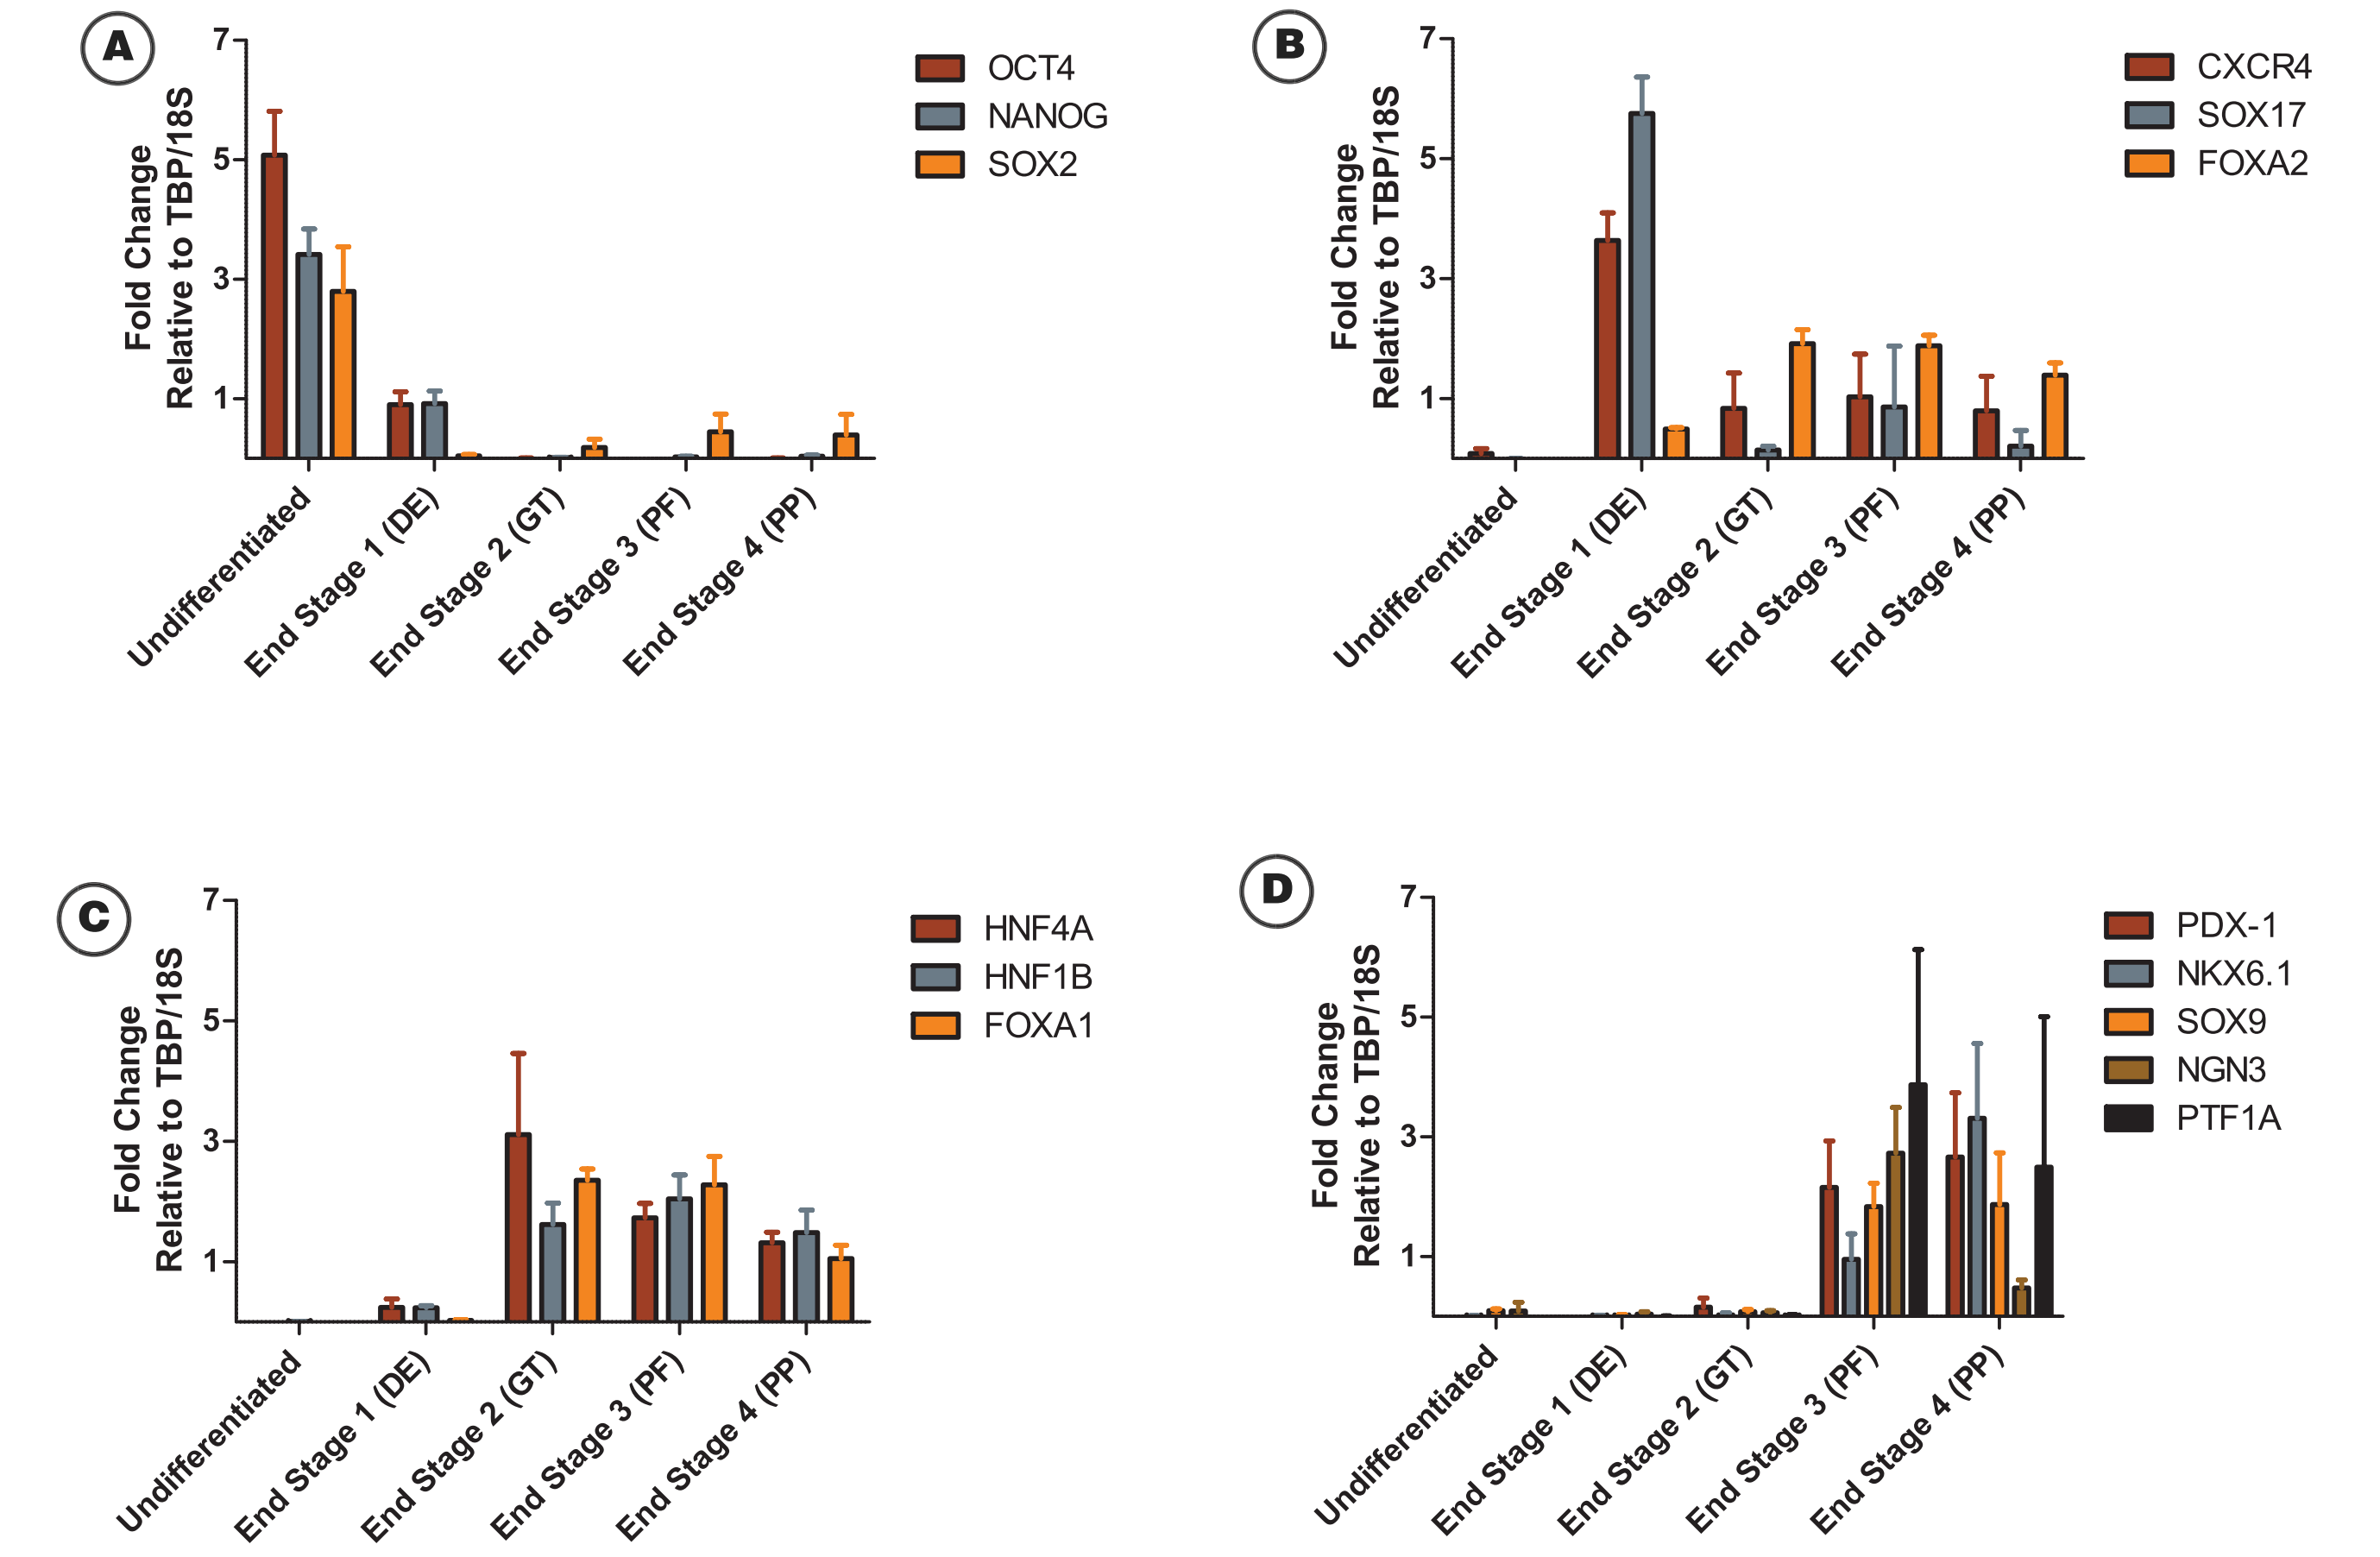 A
7
5
3
1
Fold Change
Relative to TBP/18S
OCT4
NANOG
SOX2
Undifferentiated
End Stage 1 (DE)
End Stage 2 (GT)
End Stage 3 (PF)
End Stage 4 (PP)
B
7
5
3
1
Fold Change
Relative to TBP/18S
CXCR4
SOX17
FOXA2
Undifferentiated
End Stage 1 (DE)
End Stage 2 (GT)
End Stage 3 (PF)
End Stage 4 (PP)
C
7
5
3
1
Fold Change
Relative to TBP/18S
HNF4A
HNF1B
FOXA1
Undifferentiated
End Stage 1 (DE)
End Stage 2 (GT)
End Stage 3 (PF)
End Stage 4 (PP)
D
7
5
3
1
Fold Change
Relative to TBP/18S
PDX-1
NKX6.1
SOX9
NGN3
PTF1A
Undifferentiated
End Stage 1 (DE)
End Stage 2 (GT)
End Stage 3 (PF)
End Stage 4 (PP)